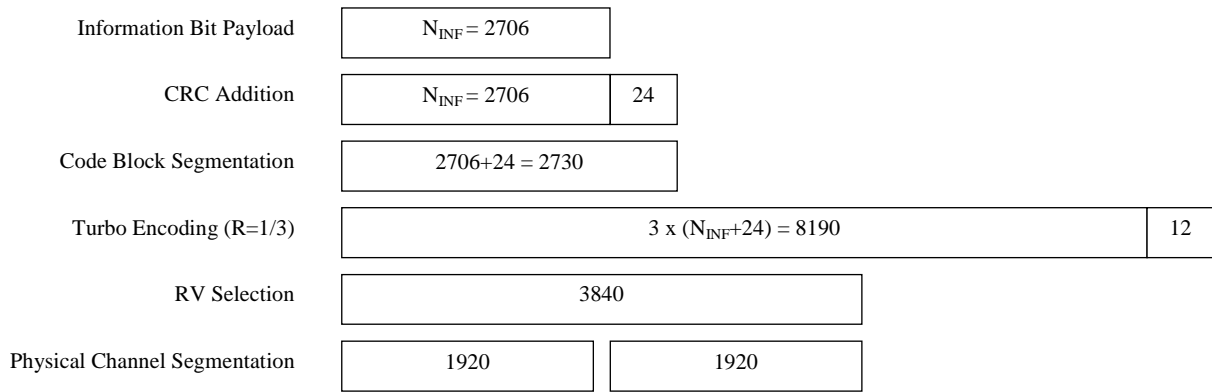 Information Bit Payload N_INF = 2706
CRC Addition N_INF = 2706 24
Code Block Segmentation 2706+24 = 2730
Turbo Encoding (R=1/3) 3 x (N_INF+24) = 8190 12
RV Selection 3840
Physical Channel Segmentation 1920 1920